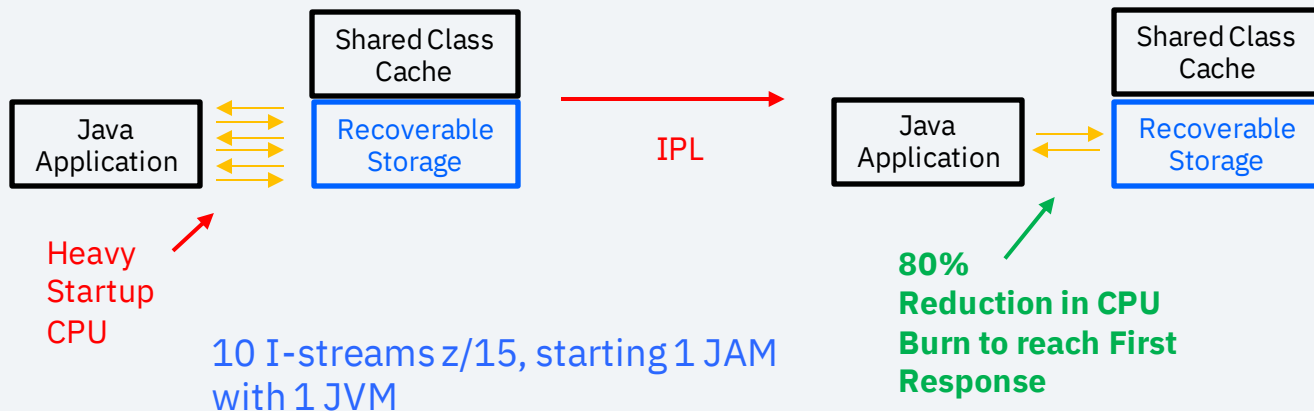 Shared Class
Cache
Java
Application
Recoverable
Storage
Heavy
Startup
CPU
10 I-streams z/15, starting 1 JAM
with 1 JVM
IPL
Shared Class
Cache
Java
Application
Recoverable
Storage
80%
Reduction in CPU
Burn to reach First
Response